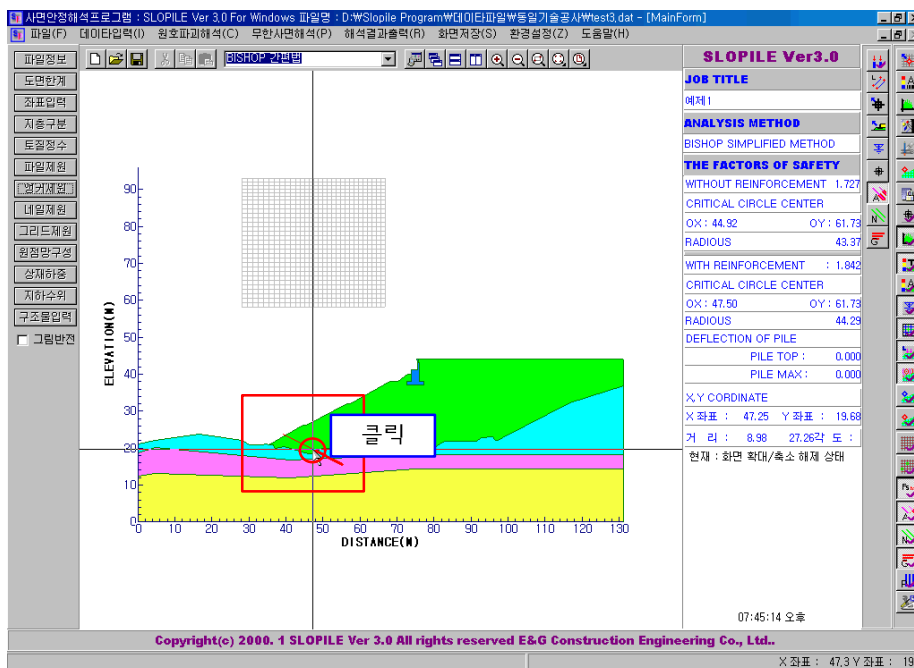 사면안정해석프로그램 : SLOPILE Ver 3,0 For Windows 파일명 : D:₩Slopile Program₩데이타파일₩동일기술공사₩test3,dat - [MainForm]
파일(F) 데이타입력(I) 원호파괴해석(C) 무한사면해석(P) 해석결과출력(R) 화면저장(S) 환경설정(Z) 도움말(H)
BISHOP 간편법
파일정보
도면한계
좌표입력
지층구분
토질정수
파일제원
앵커제원
네일제원
그리드제원
원점망구성
상재하중
지하수위
구조물입력
그림반전
ELEVATION(M)
90
80
70
60
50
40
30
20
10
0
0 10 20 30 40 50 60 70 80 90 100 110 120 130
DISTANCE(M)
클릭
SLOPILE Ver3.0
JOB TITLE
예제1
ANALYSIS METHOD
BISHOP SIMPLIFIED METHOD
THE FACTORS OF SAFETY
WITHOUT REINFORCEMENT 1.727
CRITICAL CIRCLE CENTER
OX : 44.92 OY : 61.73
RADIOUS 43.37
WITH REINFORCEMENT : 1.842
CRITICAL CIRCLE CENTER
OX : 47.50 OY : 61.73
RADIOUS 44.29
DEFLECTION OF PILE
PILE TOP : 0.000
PILE MAX : 0.000
X,Y CORDINATE
X 좌표 : 47.25 Y 좌표 : 19.68
거 리 : 8.98 27.26각 도 :
현재 : 화면 확대/축소 해제 상태
07:45:14 오후
Copyright(c) 2000. 1 SLOPILE Ver 3.0 All rights reserved E&G Construction Engineering Co., Ltd..
X 좌표 : 47,3 Y 좌표 : 19